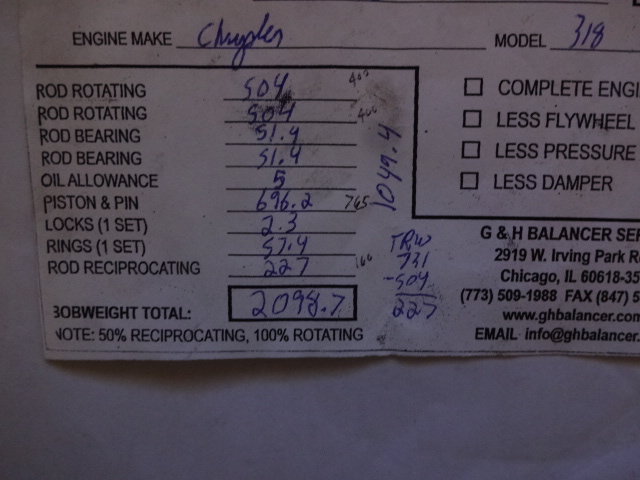 ENGINE MAKE Chrysler MODEL 318
ROD ROTATING 504 400
ROD ROTATING 504 400
ROD BEARING 51.4
ROD BEARING 51.4
OIL ALLOWANCE 5
PISTON & PIN 696.2 765
LOCKS (1 SET) 2.3
RINGS (1 SET) 57.4
ROD RECIPROCATING 227 166
BOBWEIGHT TOTAL: 2098.7
NOTE: 50% RECIPROCATING, 100% ROTATING
1049.4
TRW
731
-504
227
COMPLETE ENGI
LESS FLYWHEEL
LESS PRESSURE
LESS DAMPER
G & H BALANCER SER
2919 W. Irving Park R
Chicago, IL 60618-35
(773) 509-1988 FAX (847) 5
www.ghbalancer.
EMAIL info@ghbalancer.